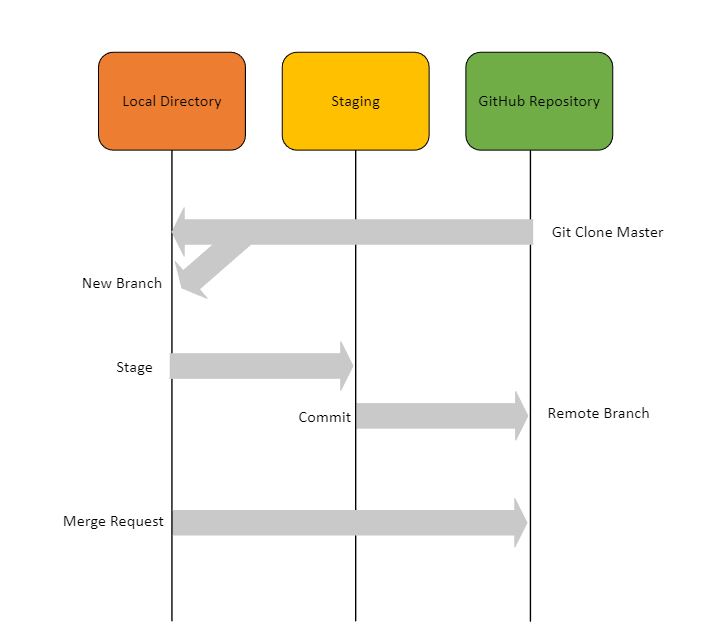 Local Directory
Staging
GitHub Repository
Git Clone Master
New Branch
Stage
Commit
Remote Branch
Merge Request